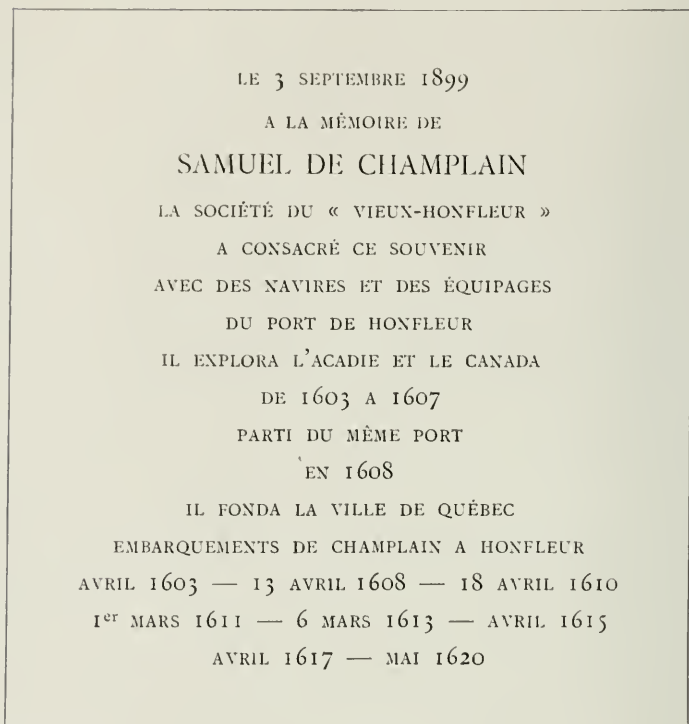 LE 3 SEPTEMBRE 1899
A LA MÉMOIRE DE
SAMUEL DE CHAMPLAIN
LA SOCIÉTÉ DU « VIEUX-HONFLEUR »
A CONSACRÉ CE SOUVENIR
AVEC DES NAVIRES ET DES ÉQUIPAGES
DU PORT DE HONFLEUR
IL EXPLORA L'ACADIE ET LE CANADA
DE 1603 A 1607
PARTI DU MÊME PORT
EN 1608
IL FONDA LA VILLE DE QUÉBEC
EMBARQUEMENTS DE CHAMPLAIN A HONFLEUR
AVRIL 1603 — 13 AVRIL 1608 — 18 AVRIL 1610
1er MARS 1611 — 6 MARS 1613 — AVRIL 1615
AVRIL 1617 — MAI 1620